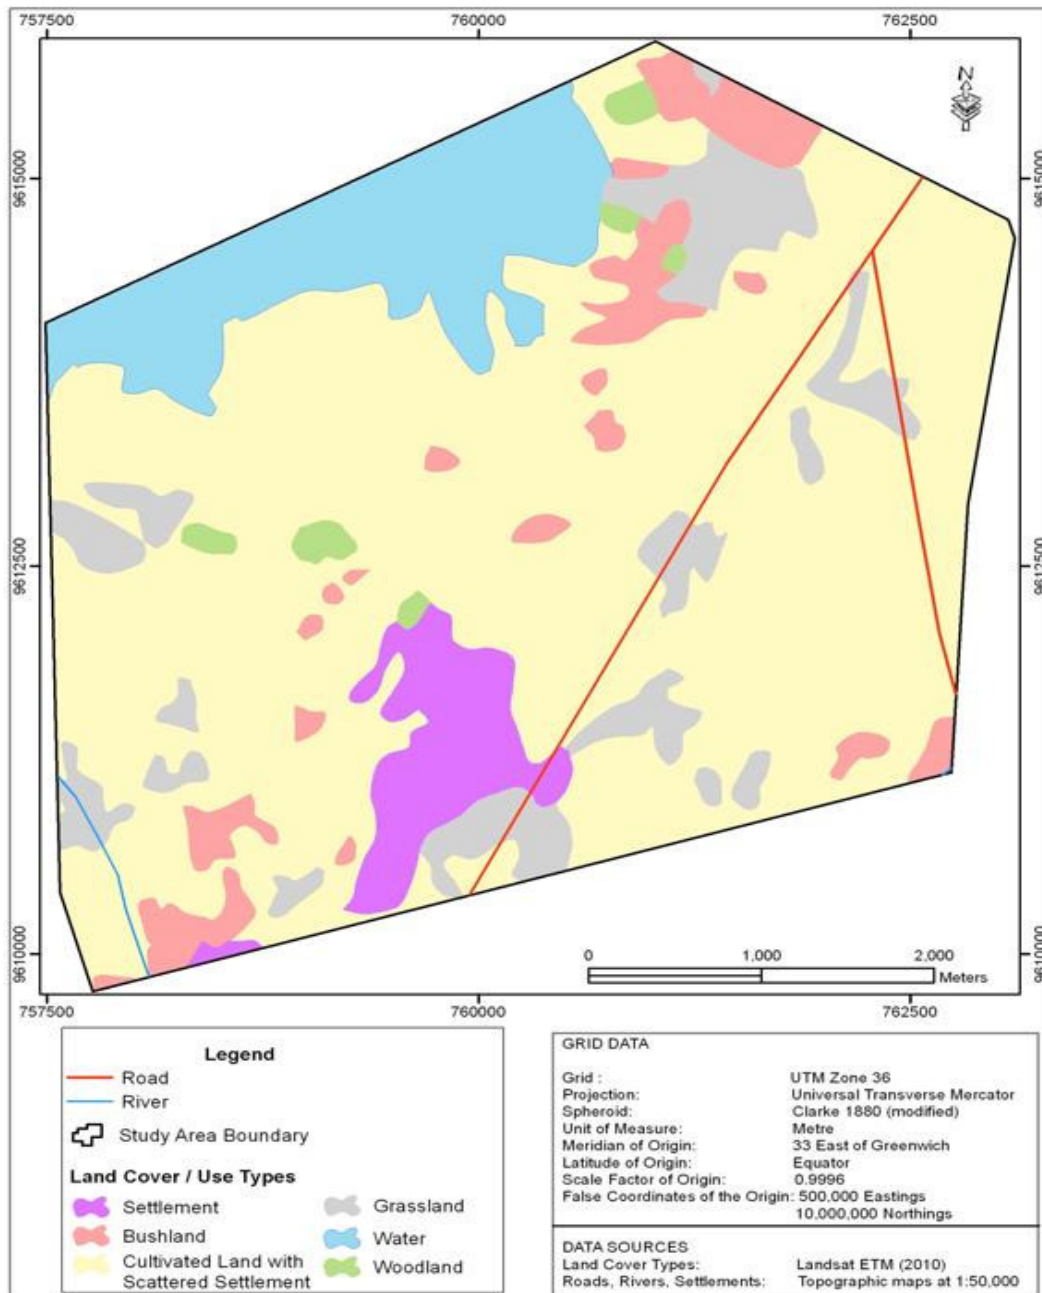 757500 760000 762500
N
9615000 9615000
9612500 9612500
9610000 9610000
0 1,000 2,000
Meters
757500 760000 762500
Legend
Road
River
Study Area Boundary
Land Cover / Use Types
Settlement
Bushland
Cultivated Land with
Scattered Settlement
Grassland
Water
Woodland
GRID DATA
Grid : UTM Zone 36
Projection: Universal Transverse Mercator
Spheroid: Clarke 1880 (modified)
Unit of Measure: Metre
Meridian of Origin: 33 East of Greenwich
Latitude of Origin: Equator
Scale Factor of Origin: 0.9996
False Coordinates of the Origin: 500,000 Eastings
10,000,000 Northings
DATA SOURCES
Land Cover Types: Landsat ETM (2010)
Roads, Rivers, Settlements: Topographic maps at 1:50,000